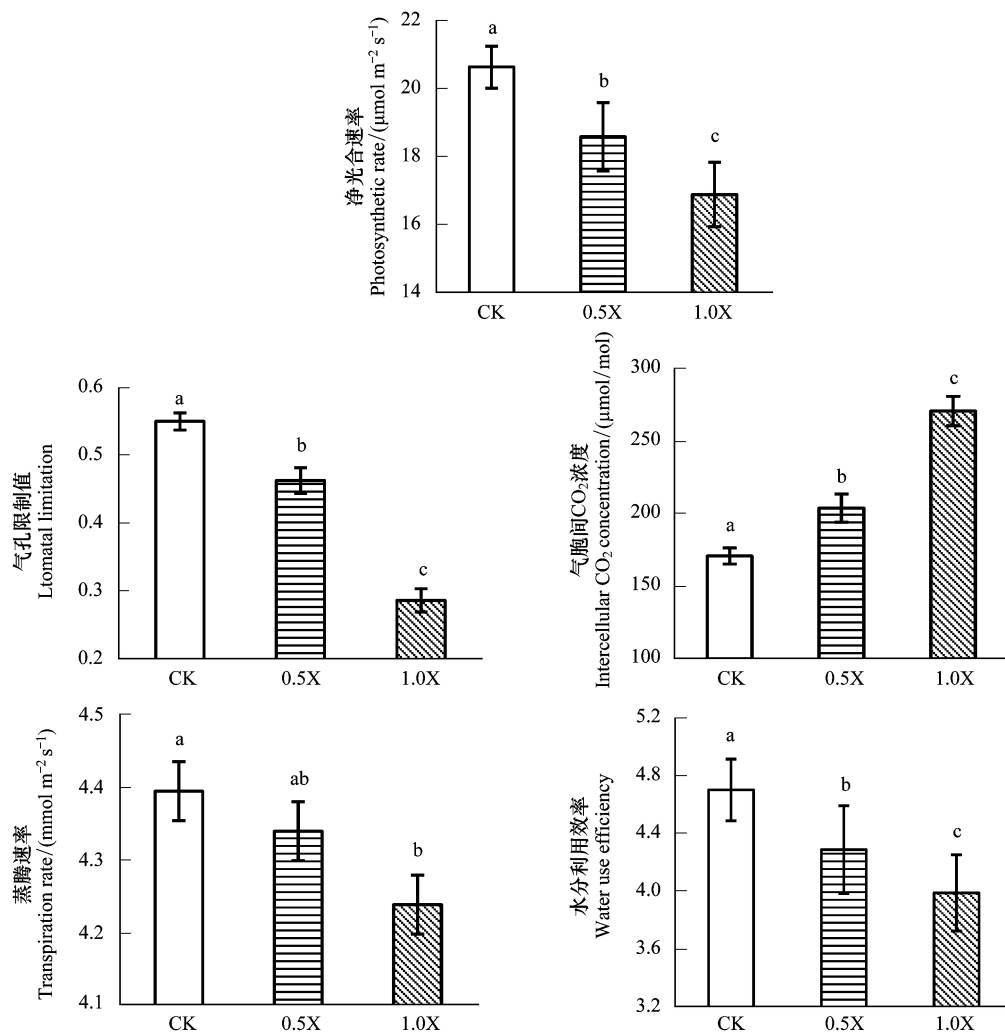 净光合速率
Photosynthetic rate/(μmol m⁻² s⁻¹)
22
20
18
16
14
a
b
c
CK
0.5X
1.0X
气孔限制值
Ltomatal limitation
0.6
0.5
0.4
0.3
0.2
a
b
c
CK
0.5X
1.0X
气胞间CO₂浓度
Intercellular CO₂ concentration/(μmol/mol)
300
250
200
150
100
a
b
c
CK
0.5X
1.0X
蒸腾速率
Transpiration rate/(mmol m⁻² s⁻¹)
4.5
4.4
4.3
4.2
4.1
a
ab
b
CK
0.5X
1.0X
水分利用效率
Water use efficiency
5.2
4.8
4.4
4.0
3.6
3.2
a
b
c
CK
0.5X
1.0X